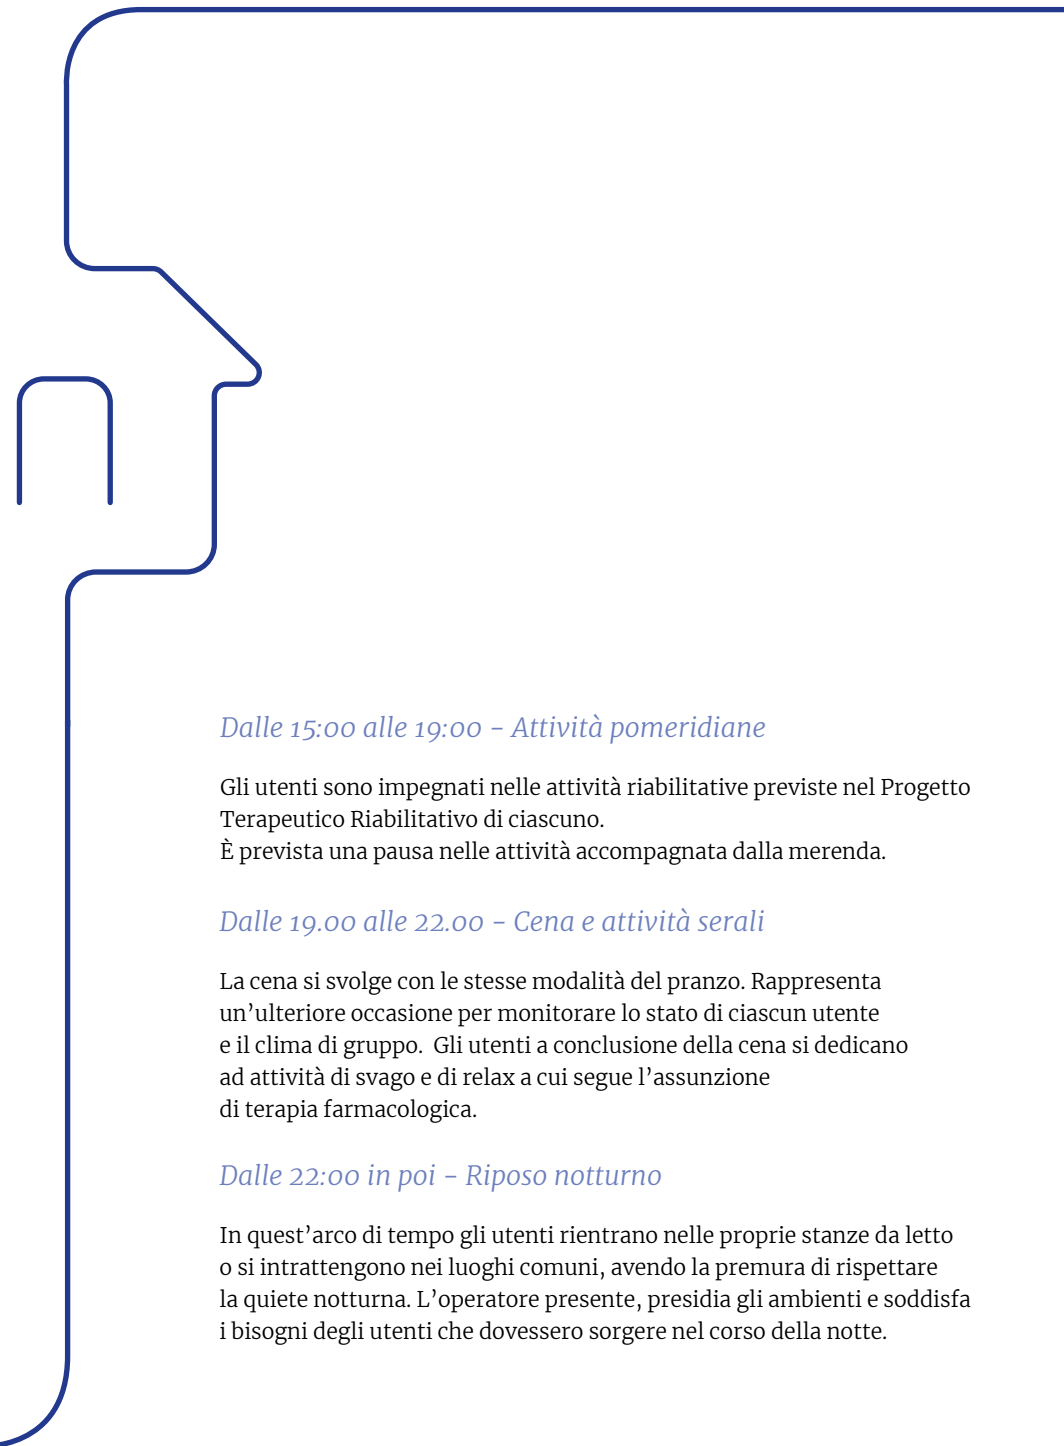 Dalle 15:00 alle 19:00 – Attività pomeridiane
Gli utenti sono impegnati nelle attività riabilitative previste nel Progetto
Terapeutico Riabilitativo di ciascuno.
È prevista una pausa nelle attività accompagnata dalla merenda.
Dalle 19.00 alle 22.00 – Cena e attività serali
La cena si svolge con le stesse modalità del pranzo. Rappresenta
un’ulteriore occasione per monitorare lo stato di ciascun utente
e il clima di gruppo.  Gli utenti a conclusione della cena si dedicano
ad attività di svago e di relax a cui segue l’assunzione
di terapia farmacologica.
Dalle 22:00 in poi – Riposo notturno
In quest’arco di tempo gli utenti rientrano nelle proprie stanze da letto
o si intrattengono nei luoghi comuni, avendo la premura di rispettare
la quiete notturna. L’operatore presente, presidia gli ambienti e soddisfa
i bisogni degli utenti che dovessero sorgere nel corso della notte.